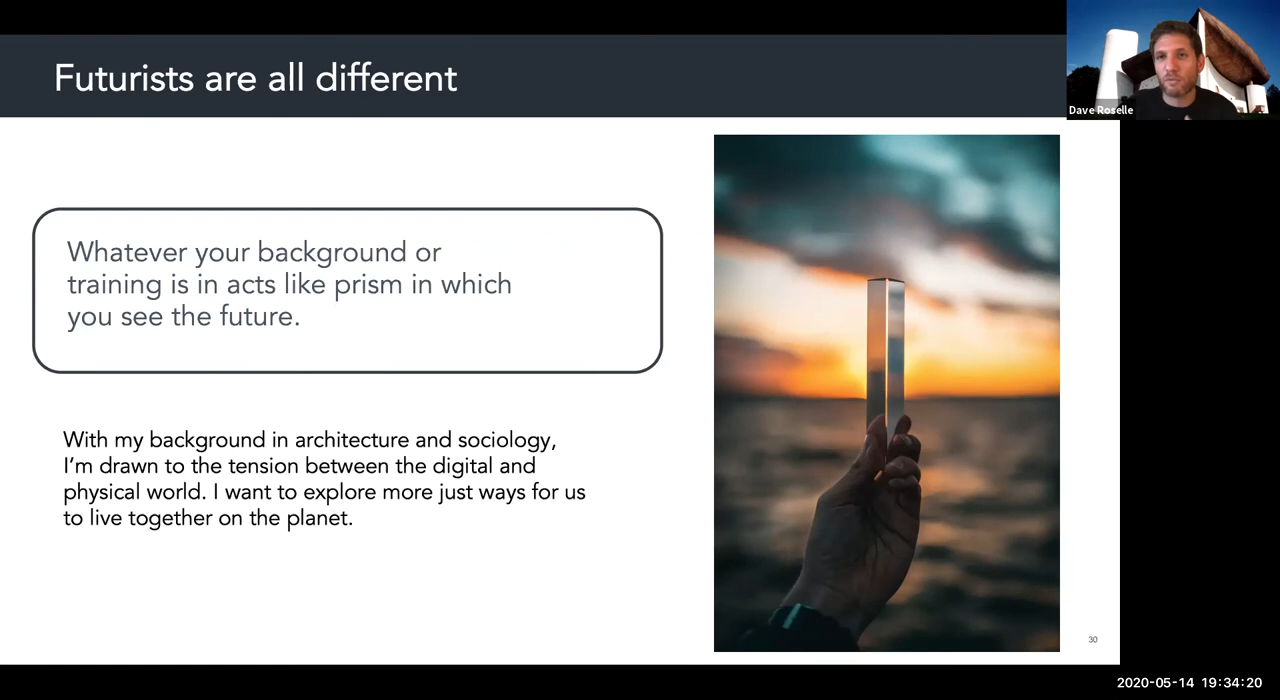 Futurists are all different
Dave Roselle
Whatever your background or
training is in acts like prism in which
you see the future.
With my background in architecture and sociology,
I’m drawn to the tension between the digital and
physical world. I want to explore more just ways for us
to live together on the planet.
30
2020-05-14 19:34:20